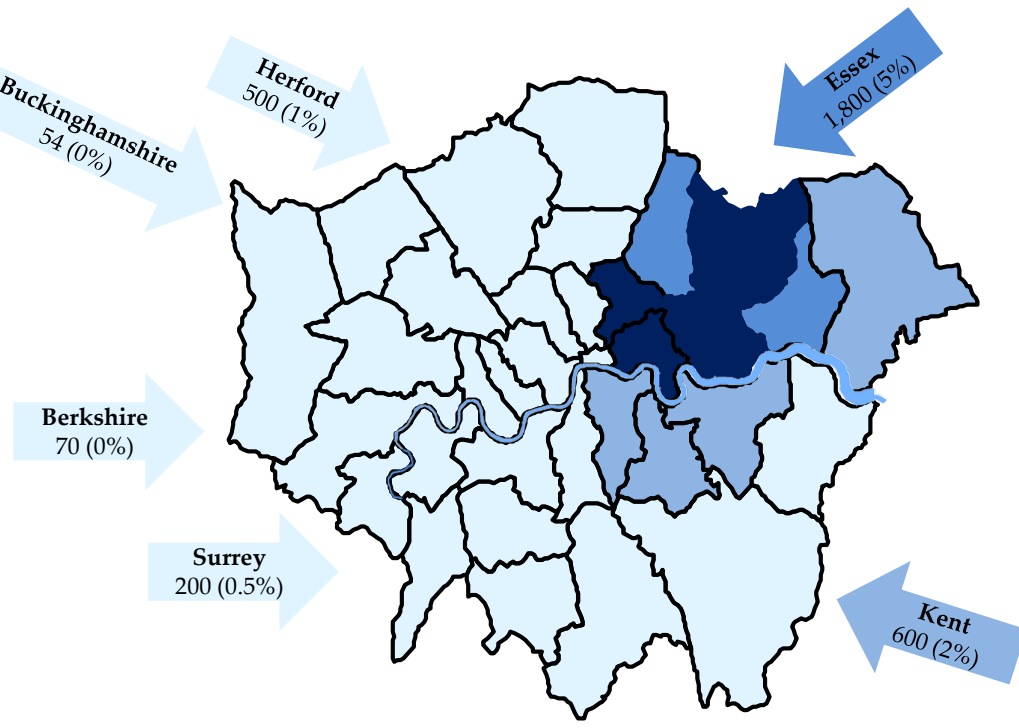 Buckinghamshire
54 (0%)
Herford
500 (1%)
Essex
1,800 (5%)
Berkshire
70 (0%)
Surrey
200 (0.5%)
Kent
600 (2%)